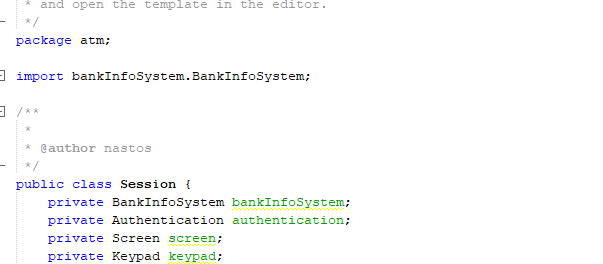 * and open the template in the editor.
*/
package atm;
import bankInfoSystem.BankInfoSystem;
/**
*
* @author nastos
*/
public class Session {
private BankInfoSystem bankInfoSystem;
private Authentication authentication;
private Screen screen;
private Keypad keypad;